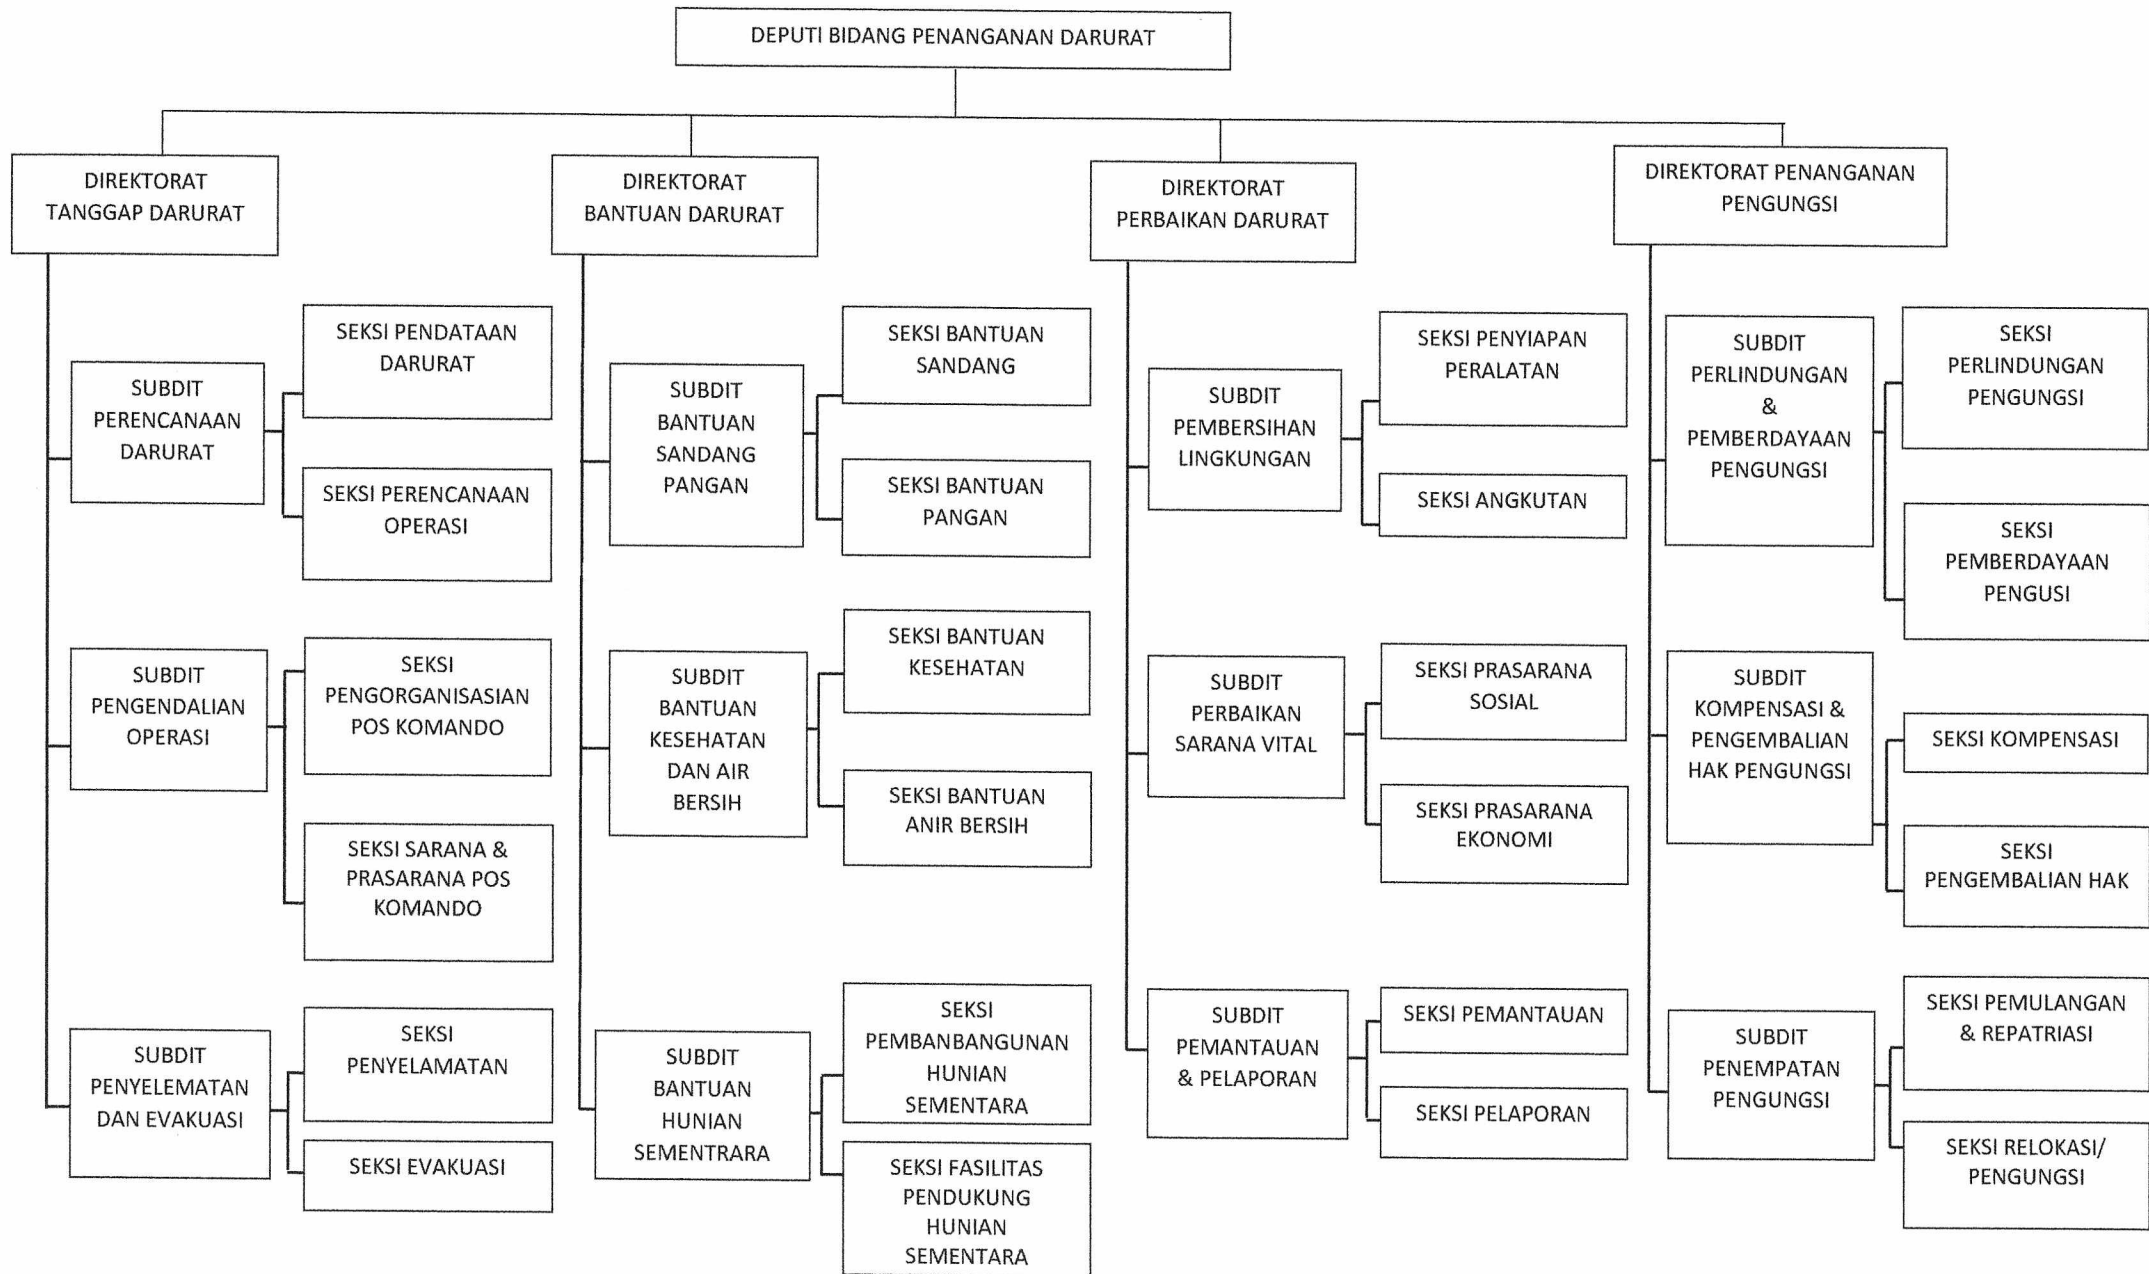 DEPUTI BIDANG PENANGANAN DARURAT
DIREKTORAT
TANGGAP DARURAT
SUBDIT
PERENCANAAN
DARURAT
SEKSI PENDATAAN
DARURAT
SEKSI PERENCANAAN
OPERASI
SUBDIT
PENGENDALIAN
OPERASI
SEKSI
PENGORGANISASIAN
POS KOMANDO
SEKSI SARANA &
PRASARANA POS
KOMANDO
SUBDIT
PENYELEMATAN
DAN EVAKUASI
SEKSI
PENYELAMATAN
SEKSI EVAKUASI
DIREKTORAT
BANTUAN DARURAT
SUBDIT
BANTUAN
SANDANG
PANGAN
SEKSI BANTUAN
SANDANG
SEKSI BANTUAN
PANGAN
SUBDIT
BANTUAN
KESEHATAN
DAN AIR
BERSIH
SEKSI BANTUAN
KESEHATAN
SEKSI BANTUAN
ANIR BERSIH
SUBDIT
BANTUAN
HUNIAN
SEMENTRARA
SEKSI
PEMBANBANGUNAN
HUNIAN
SEMENTARA
SEKSI FASILITAS
PENDUKUNG
HUNIAN
SEMENTARA
DIREKTORAT
PERBAIKAN DARURAT
SUBDIT
PEMBERSIHAN
LINGKUNGAN
SEKSI PENYIAPAN
PERALATAN
SEKSI ANGKUTAN
SUBDIT
PERBAIKAN
SARANA VITAL
SEKSI PRASARANA
SOSIAL
SEKSI PRASARANA
EKONOMI
SUBDIT
PEMANTAUAN
& PELAPORAN
SEKSI PEMANTAUAN
SEKSI PELAPORAN
DIREKTORAT PENANGANAN
PENGUNGSI
SUBDIT
PERLINDUNGAN
&
PEMBERDAYAAN
PENGUNGSI
SEKSI
PERLINDUNGAN
PENGUNGSI
SEKSI
PEMBERDAYAAN
PENGUSI
SUBDIT
KOMPENSASI &
PENGEMBALIAN
HAK PENGUNGSI
SEKSI KOMPENSASI
SEKSI
PENGEMBALIAN HAK
SUBDIT
PENEMPATAN
PENGUNGSI
SEKSI PEMULANGAN
& REPATRIASI
SEKSI RELOKASI/
PENGUNGSI